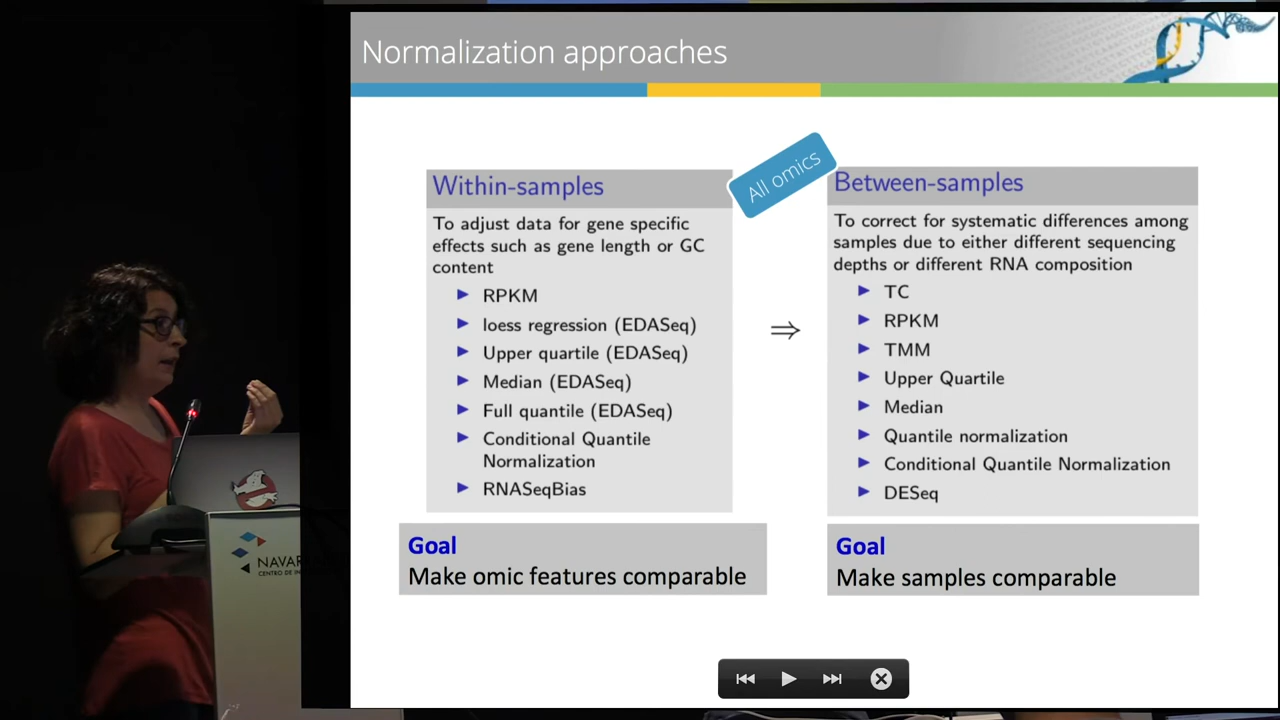 Normalization approaches
All omics
Within-samples
To adjust data for gene specific
effects such as gene length or GC
content
RPKM
loess regression (EDASeq)
Upper quartile (EDASeq)
Median (EDASeq)
Full quantile (EDASeq)
Conditional Quantile
Normalization
RNASeqBias
⇒
Between-samples
To correct for systematic differences among
samples due to either different sequencing
depths or different RNA composition
TC
RPKM
TMM
Upper Quartile
Median
Quantile normalization
Conditional Quantile Normalization
DESeq
Goal
Make omic features comparable
Goal
Make samples comparable
CENTRO DE